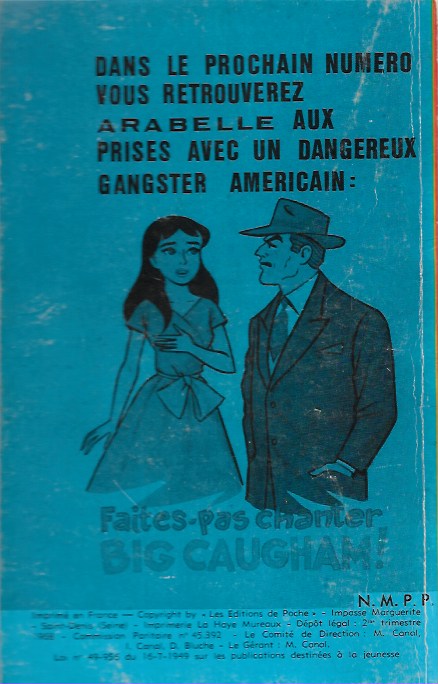 DANS LE PROCHAIN NUMERO
VOUS RETROUVEREZ
ARABELLE AUX
PRISES AVEC UN DANGEREUX
GANGSTER AMERICAIN:
Faites-pas chanter
BIG CAUGHAM!
N.M.P.P.
Imprimé en France - Copyright by "Les Editions de Poche" - Impasse Marguerite
- Saint-Denis (Seine) - Imprimerie La Haye Mureaux - Dépôt légal: 2me trimestre
- Commission Paritaire n° 45.392 - Le Comité de Direction: M. Canal,
I. Canal, D. Bluche - Le Gérant: M. Canal.
Loi n° 49-956 du 16-7-1949 sur les publications destinées à la jeunesse